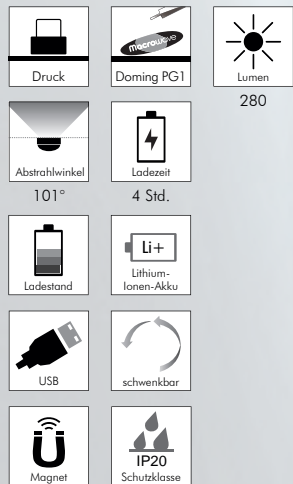 Druck
macrowave
Doming PG1
Lumen
280
Abstrahlwinkel
101°
Ladezeit
4 Std.
Ladestand
Li+
Lithium-
Ionen-Akku
USB
schwenkbar
Magnet
IP20
Schutzklasse